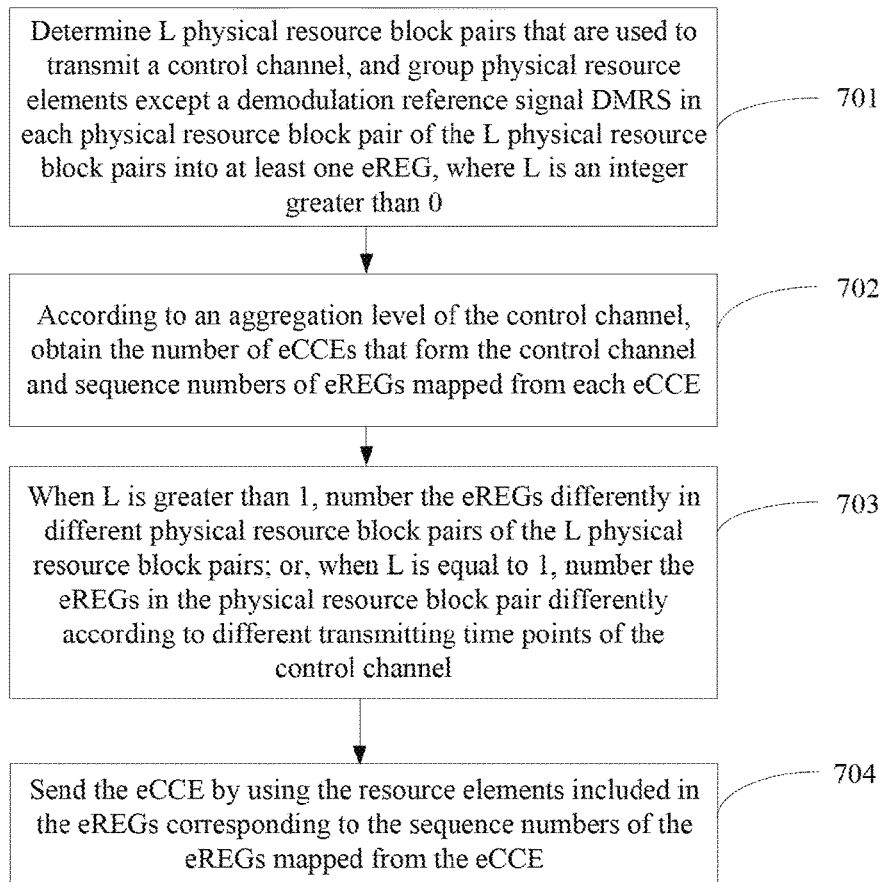 Determine L physical resource block pairs that are used to
transmit a control channel, and group physical resource
elements except a demodulation reference signal DMRS in
each physical resource block pair of the L physical resource
block pairs into at least one eREG, where L is an integer
greater than 0
701
According to an aggregation level of the control channel,
obtain the number of eCCEs that form the control channel
and sequence numbers of eREGs mapped from each eCCE
702
When L is greater than 1, number the eREGs differently in
different physical resource block pairs of the L physical
resource block pairs; or, when L is equal to 1, number the
eREGs in the physical resource block pair differently
according to different transmitting time points of the
control channel
703
Send the eCCE by using the resource elements included in
the eREGs corresponding to the sequence numbers of the
eREGs mapped from the eCCE
704